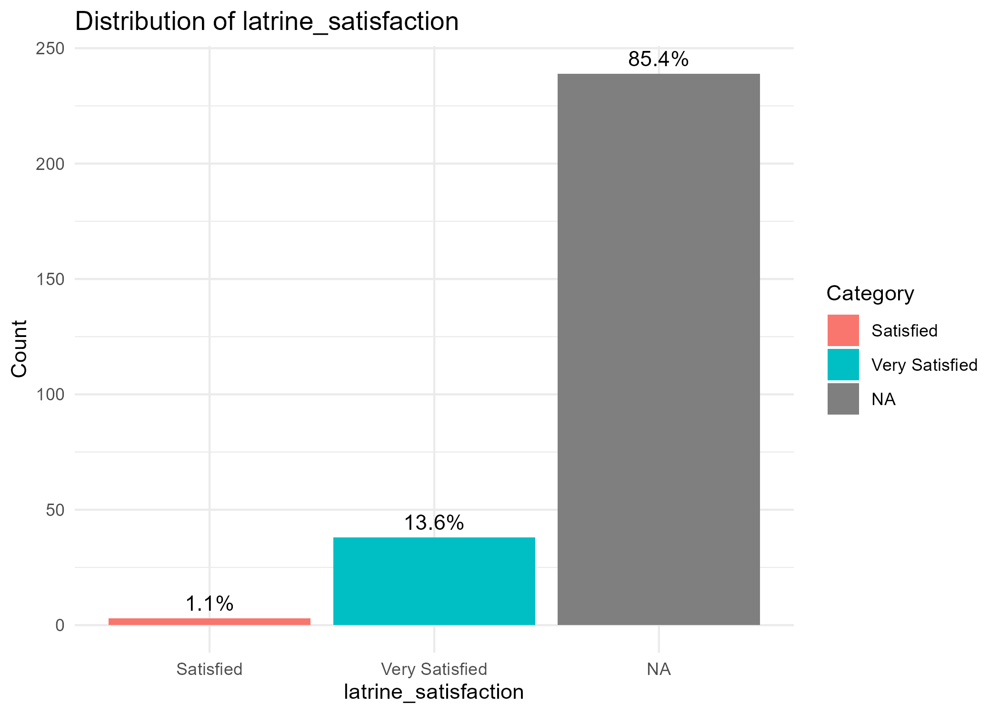 Distribution of latrine_satisfaction
250
200
150
100
50
0
Count
85.4%
13.6%
1.1%
Satisfied
Very Satisfied
NA
latrine_satisfaction
Category
Satisfied
Very Satisfied
NA